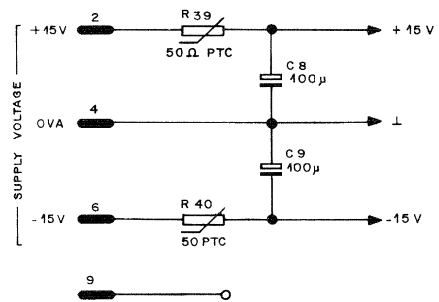 R 39
2
+15V
+ 15 V
50Ω PTC
C 8
100µ
4
0VA
⊥
C 9
100µ
SUPPLY VOLTAGE
R 40
6
-15 V
-15 V
50 PTC
9